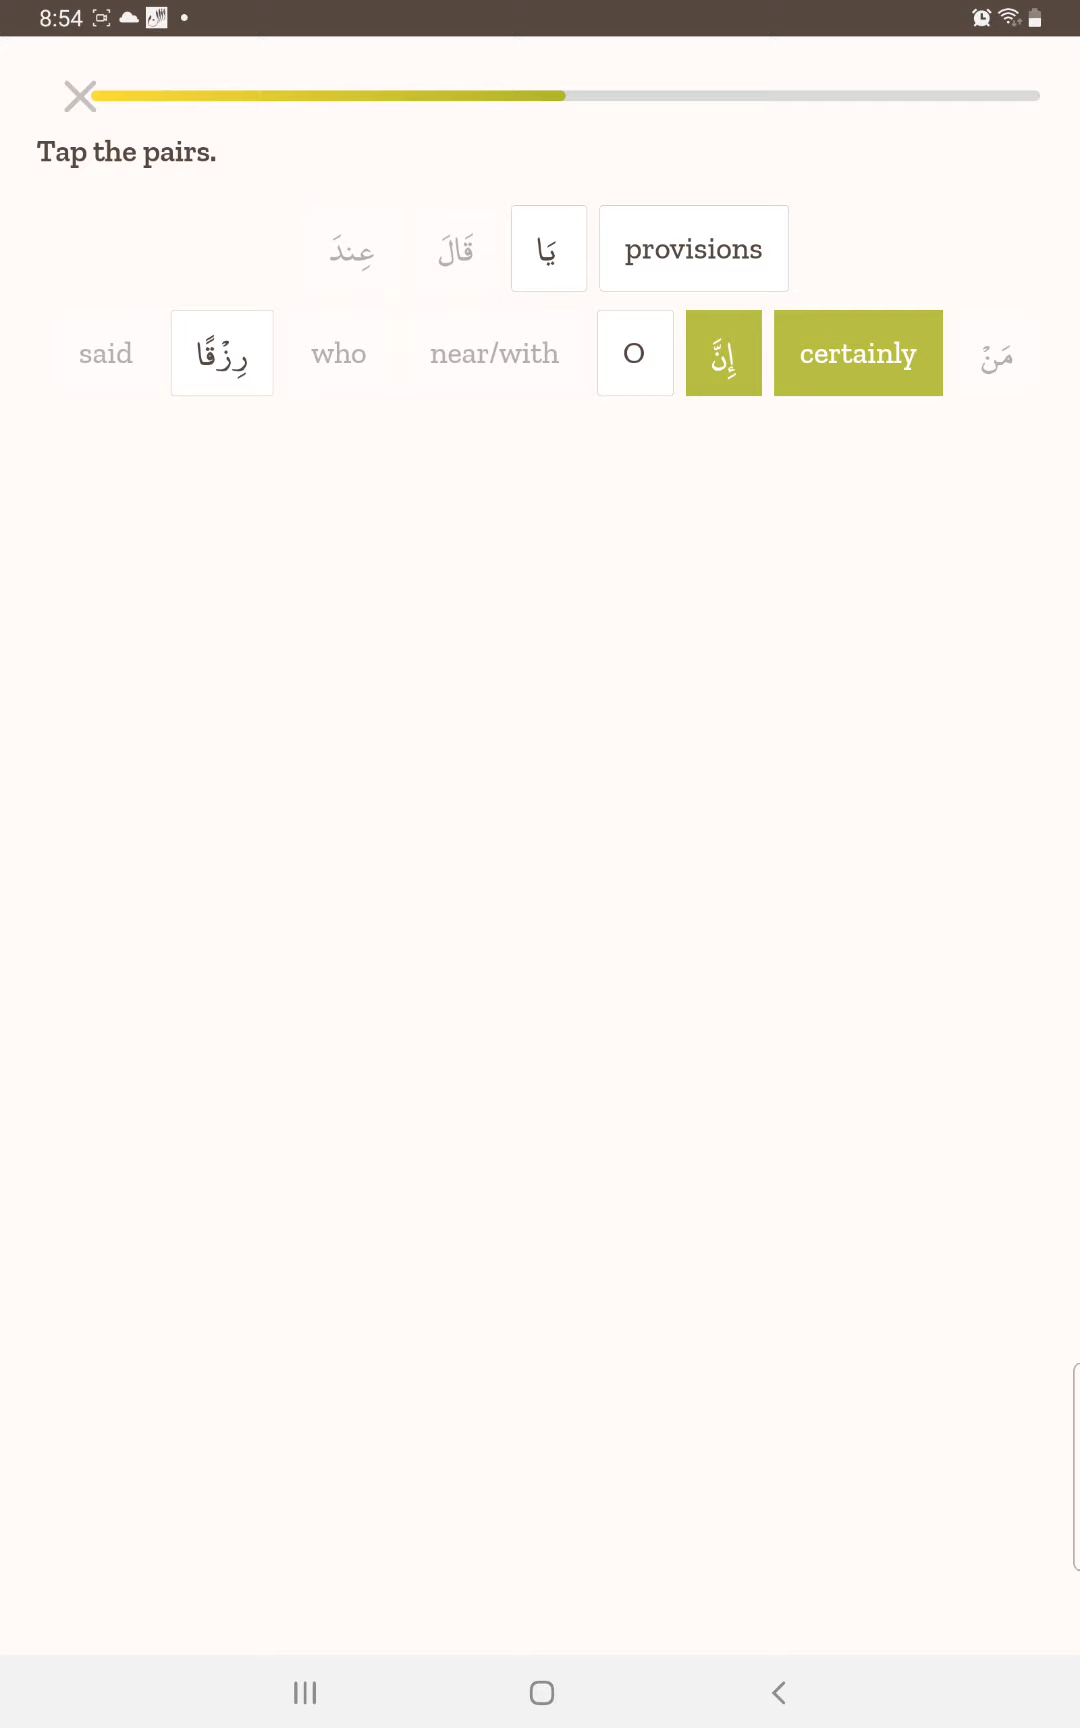 8:54
Tap the pairs.
عِندَ قَالَ يَا provisions
said رِزْقًا who near/with O إِنَّ certainly مَنْ